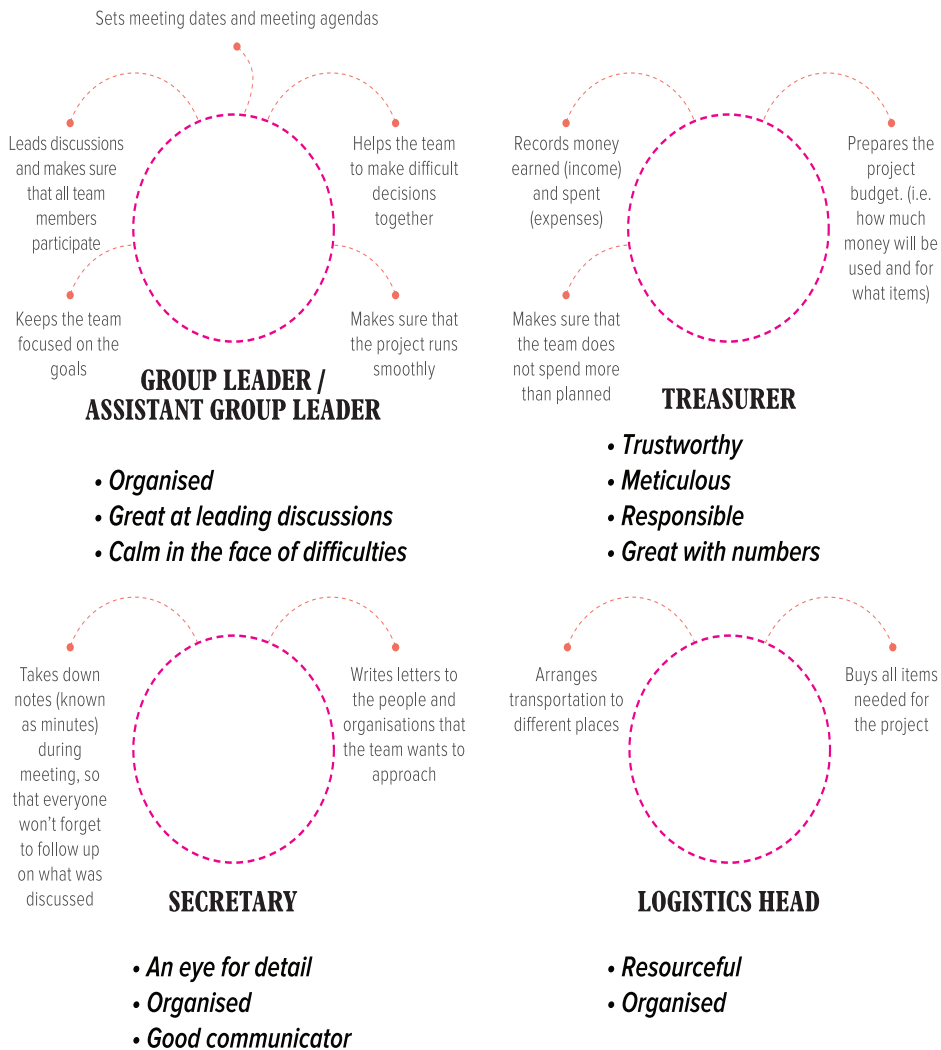 Sets meeting dates and meeting agendas
Leads discussions
and makes sure
that all team
members
participate
Helps the team
to make difficult
decisions
together
Keeps the team
focused on the
goals
Makes sure that
the project runs
smoothly
GROUP LEADER /
ASSISTANT GROUP LEADER
• Organised
• Great at leading discussions
• Calm in the face of difficulties
Records money
earned (income)
and spent
(expenses)
Prepares the
project
budget. (i.e.
how much
money will be
used and for
what items)
Makes sure that
the team does
not spend more
than planned
TREASURER
• Trustworthy
• Meticulous
• Responsible
• Great with numbers
Takes down
notes (known
as minutes)
during
meeting, so
that everyone
won't forget
to follow up
on what was
discussed
Writes letters to
the people and
organisations that
the team wants to
approach
SECRETARY
• An eye for detail
• Organised
• Good communicator
Arranges
transportation to
different places
Buys all items
needed for
the project
LOGISTICS HEAD
• Resourceful
• Organised